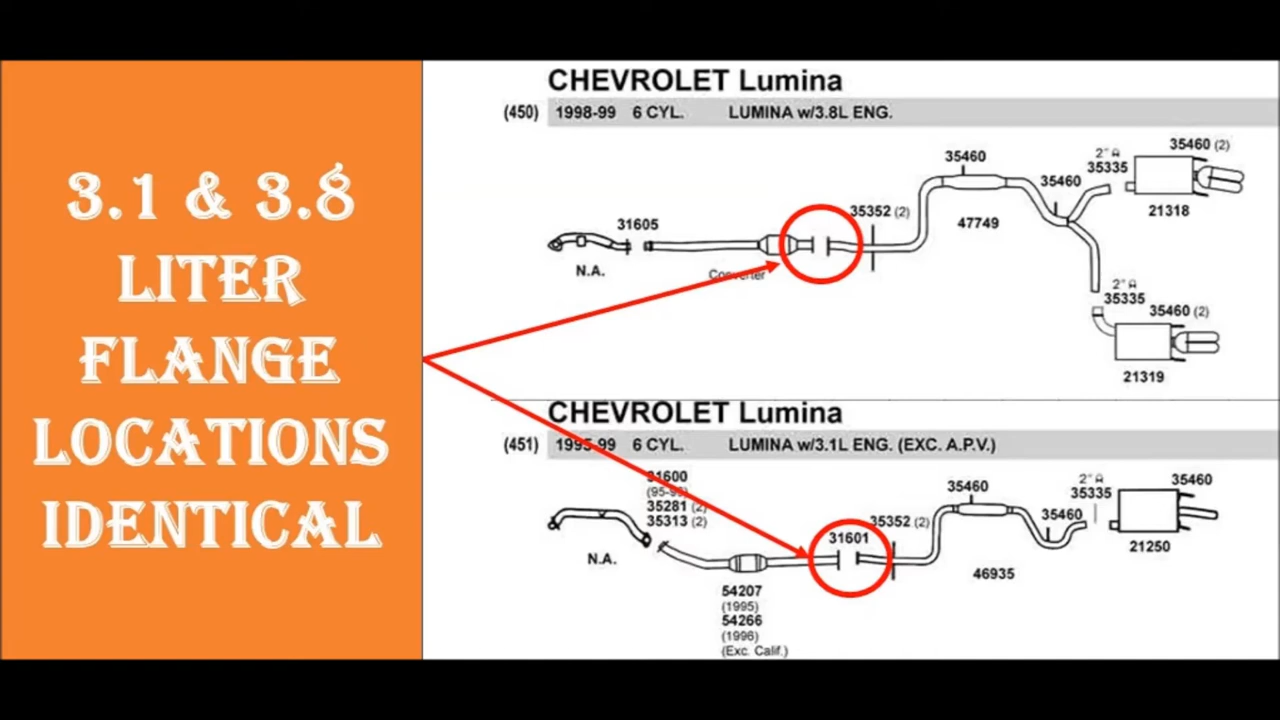 3.1 & 3.8
LITER
FLANGE
LOCATIONS
IDENTICAL
CHEVROLET Lumina
(450) 1998-99 6 CYL. LUMINA w/3.8L ENG.
35460
35460 (2)
2" A
35335
35460
21318
35352 (2)
47749
31605
N.A.
Converter
2" A
35335
35460 (2)
21319
CHEVROLET Lumina
(451) 1995-99 6 CYL. LUMINA w/3.1L ENG. (EXC. A.P.V.)
31600
35281 (2)
35313 (2)
N.A.
54207
(1995)
54266
(1996)
(Exc. Calif.)
31601
35352 (2)
35460
46935
35460
2" A
35335
35460
21250